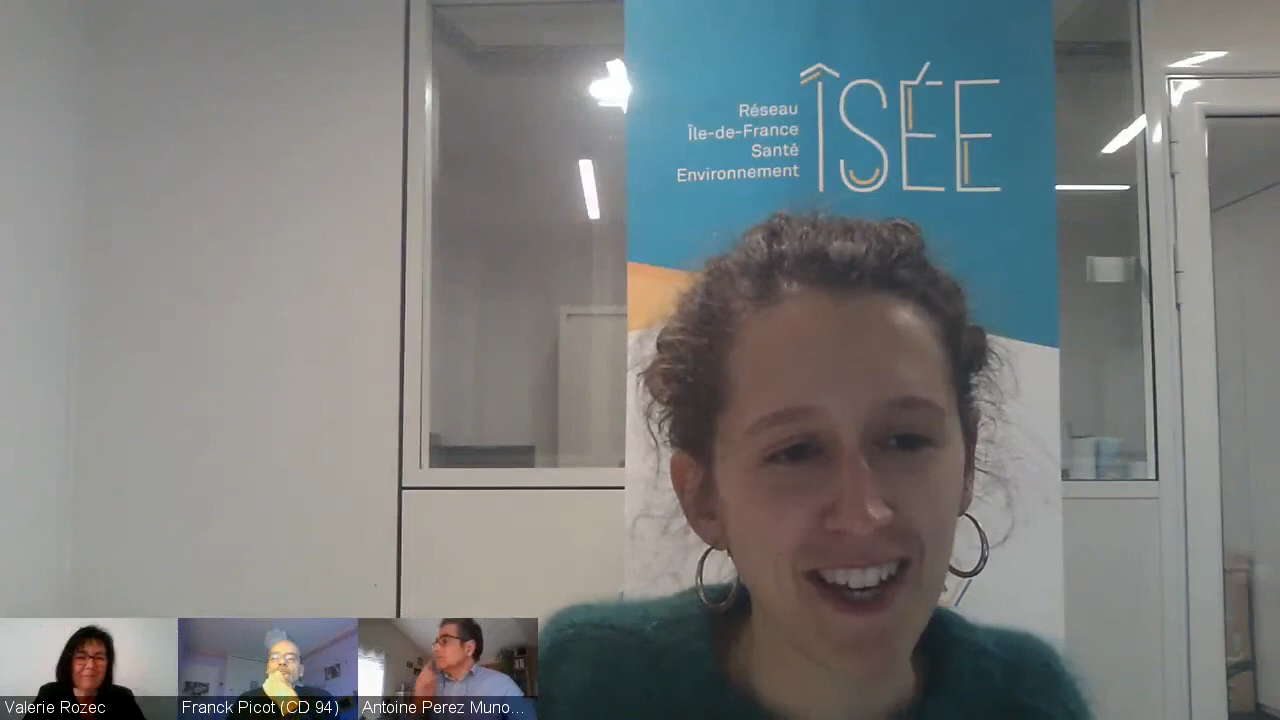 Réseau
Île-de-France
Santé
Environnement
ÎSÉE
Valerie Rozec
Franck Picot (CD 94)
Antoine Perez Muno...